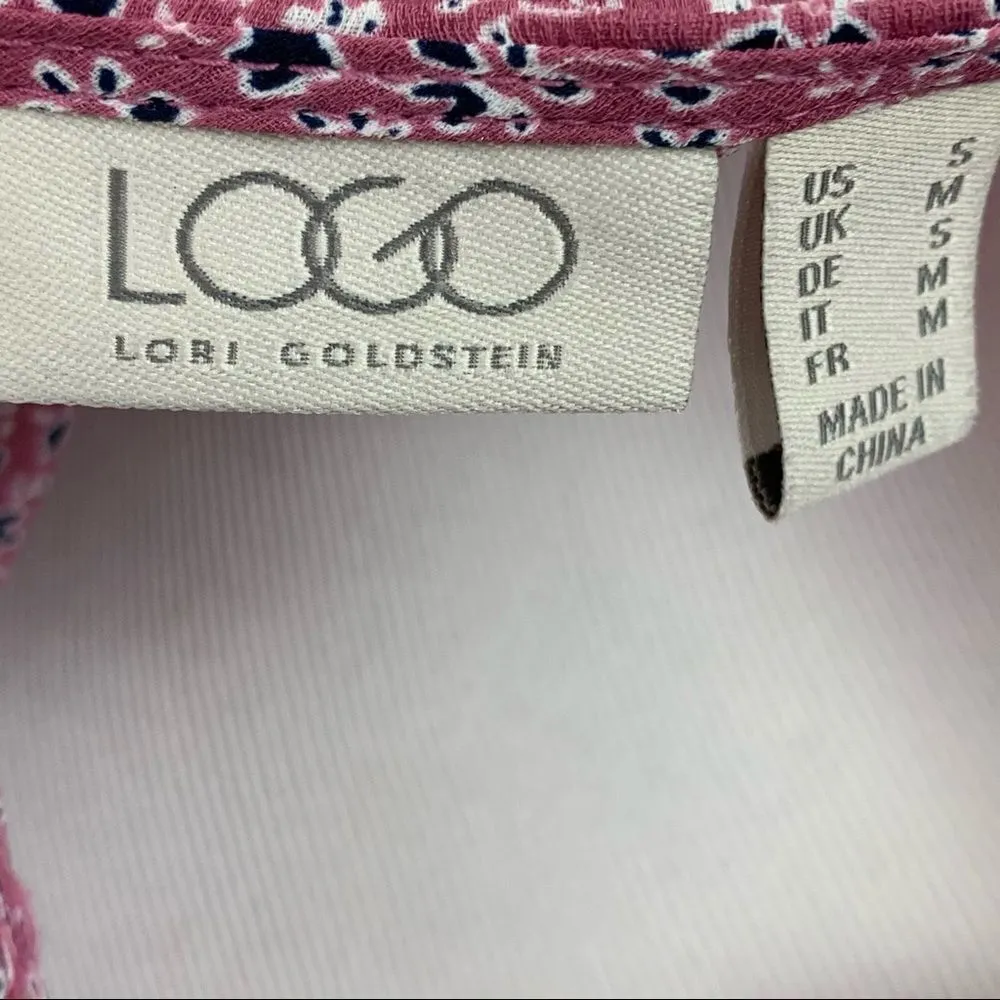 LOGO
LORI GOLDSTEIN
US S
UK M
DE S
IT M
FR M
MADE IN
CHINA